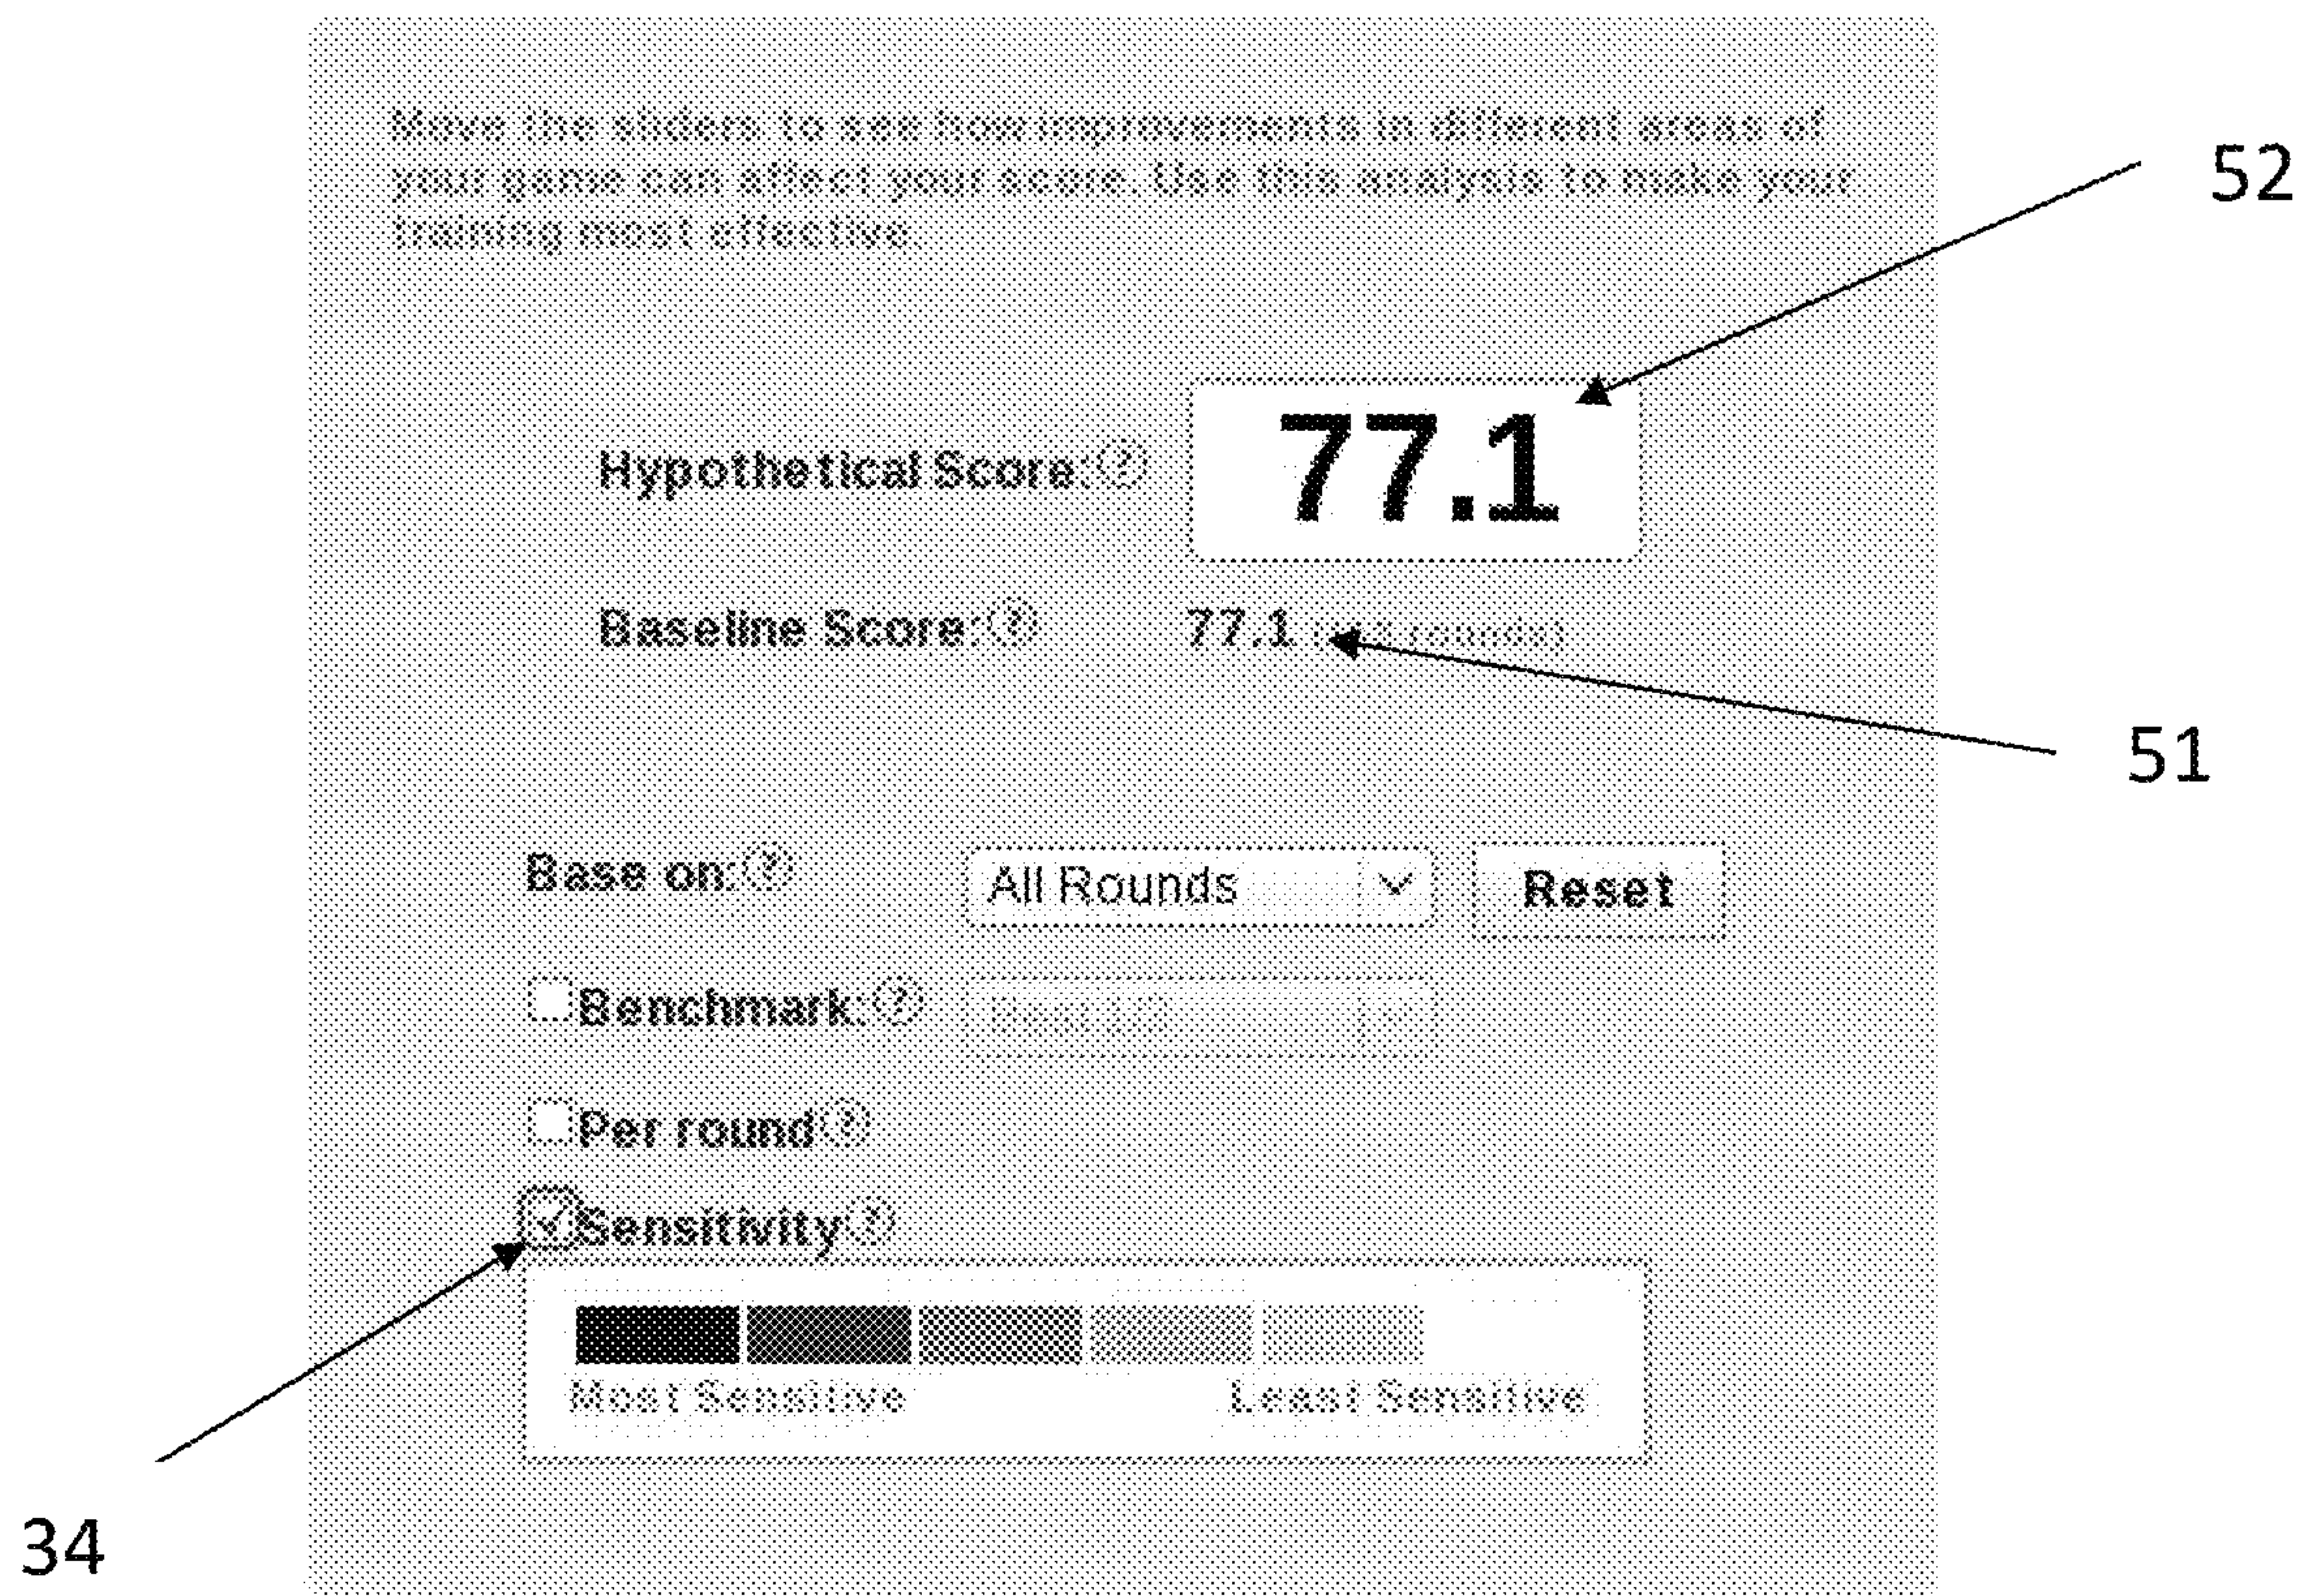 Move the sliders to see how improvements in different areas of
your game can affect your score. Use this analysis to make your
training most effective.
52
Hypothetical Score: ? 77.1
Baseline Score: ? 77.1 rounds)
51
Base on: ? All Rounds Reset
Benchmark: ?
Per round ?
Sensitivity ?
Most Sensitive Least Sensitive
34